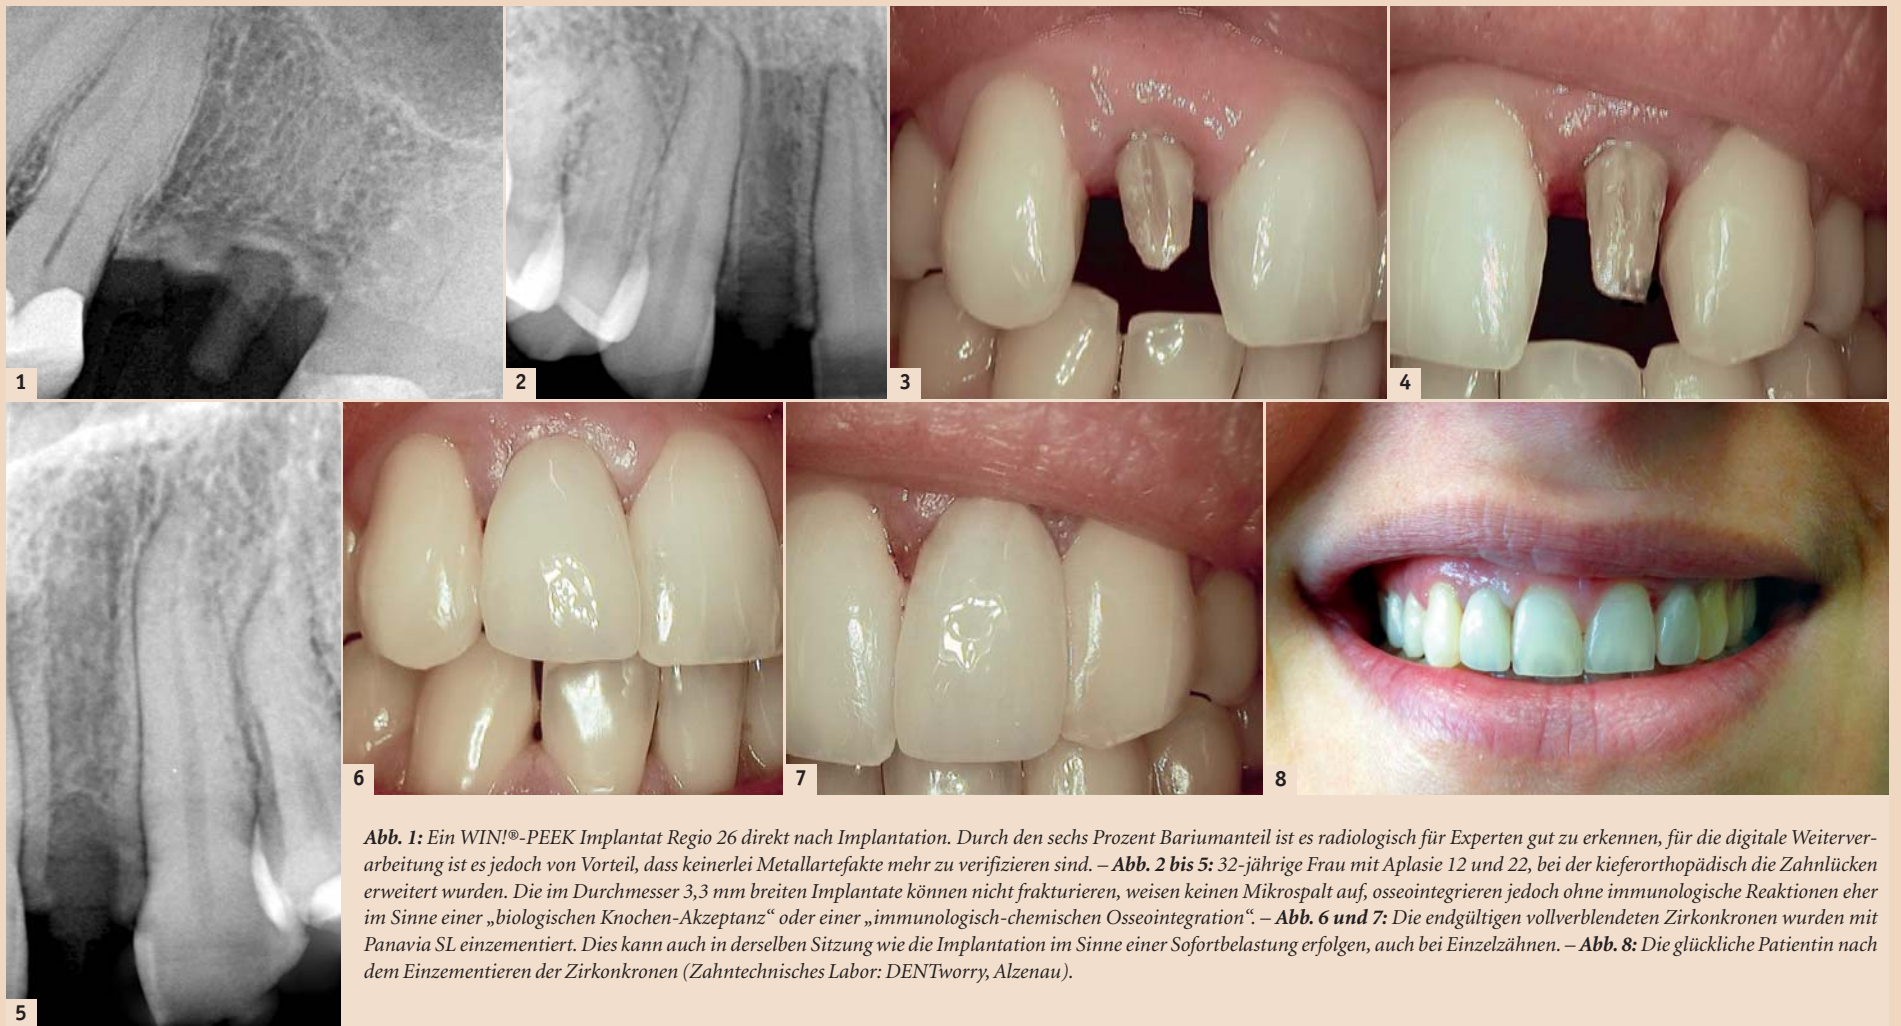 1
2
3
4
5
6
7
8
Abb. 1: Ein WIN!®-PEEK Implantat Regio 26 direkt nach Implantation. Durch den sechs Prozent Bariumanteil ist es radiologisch für Experten gut zu erkennen, für die digitale Weiterver-
arbeitung ist es jedoch von Vorteil, dass keinerlei Metallartefakte mehr zu verifizieren sind. – Abb. 2 bis 5: 32-jährige Frau mit Aplasie 12 und 22, bei der kieferorthopädisch die Zahnlücken
erweitert wurden. Die im Durchmesser 3,3 mm breiten Implantate können nicht frakturieren, weisen keinen Mikrospalt auf, osseointegrieren jedoch ohne immunologische Reaktionen eher
im Sinne einer „biologischen Knochen-Akzeptanz“ oder einer „immunologisch-chemischen Osseointegration“. – Abb. 6 und 7: Die endgültigen vollverblendeten Zirkonkronen wurden mit
Panavia SL einzementiert. Dies kann auch in derselben Sitzung wie die Implantation im Sinne einer Sofortbelastung erfolgen, auch bei Einzelzähnen. – Abb. 8: Die glückliche Patientin nach
dem Einzementieren der Zirkonkronen (Zahntechnisches Labor: DENTworry, Alzenau).